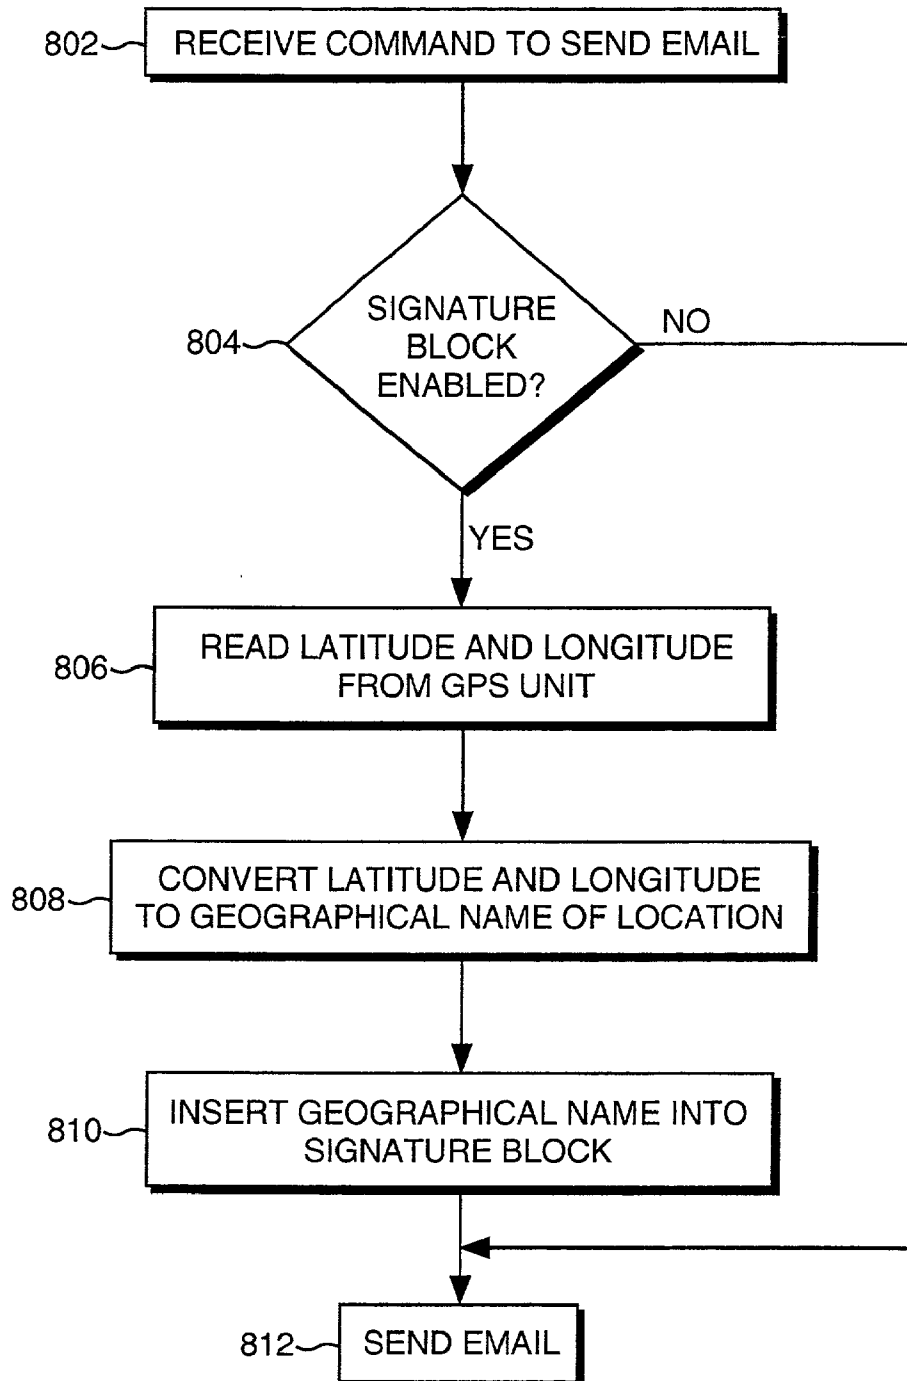 802 RECEIVE COMMAND TO SEND EMAIL
SIGNATURE
804 BLOCK
ENABLED?
NO
YES
806 READ LATITUDE AND LONGITUDE
FROM GPS UNIT
808 CONVERT LATITUDE AND LONGITUDE
TO GEOGRAPHICAL NAME OF LOCATION
810 INSERT GEOGRAPHICAL NAME INTO
SIGNATURE BLOCK
812 SEND EMAIL